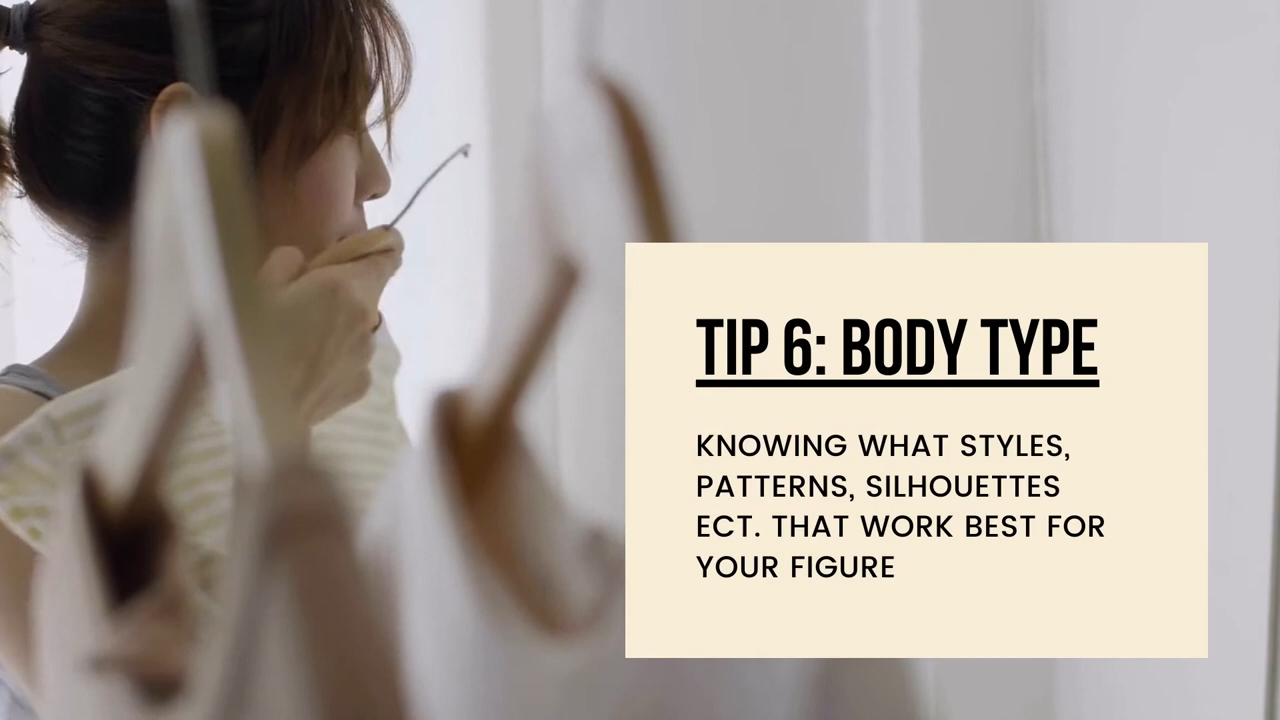 TIP 6: BODY TYPE
KNOWING WHAT STYLES,
PATTERNS, SILHOUETTES
ECT. THAT WORK BEST FOR
YOUR FIGURE